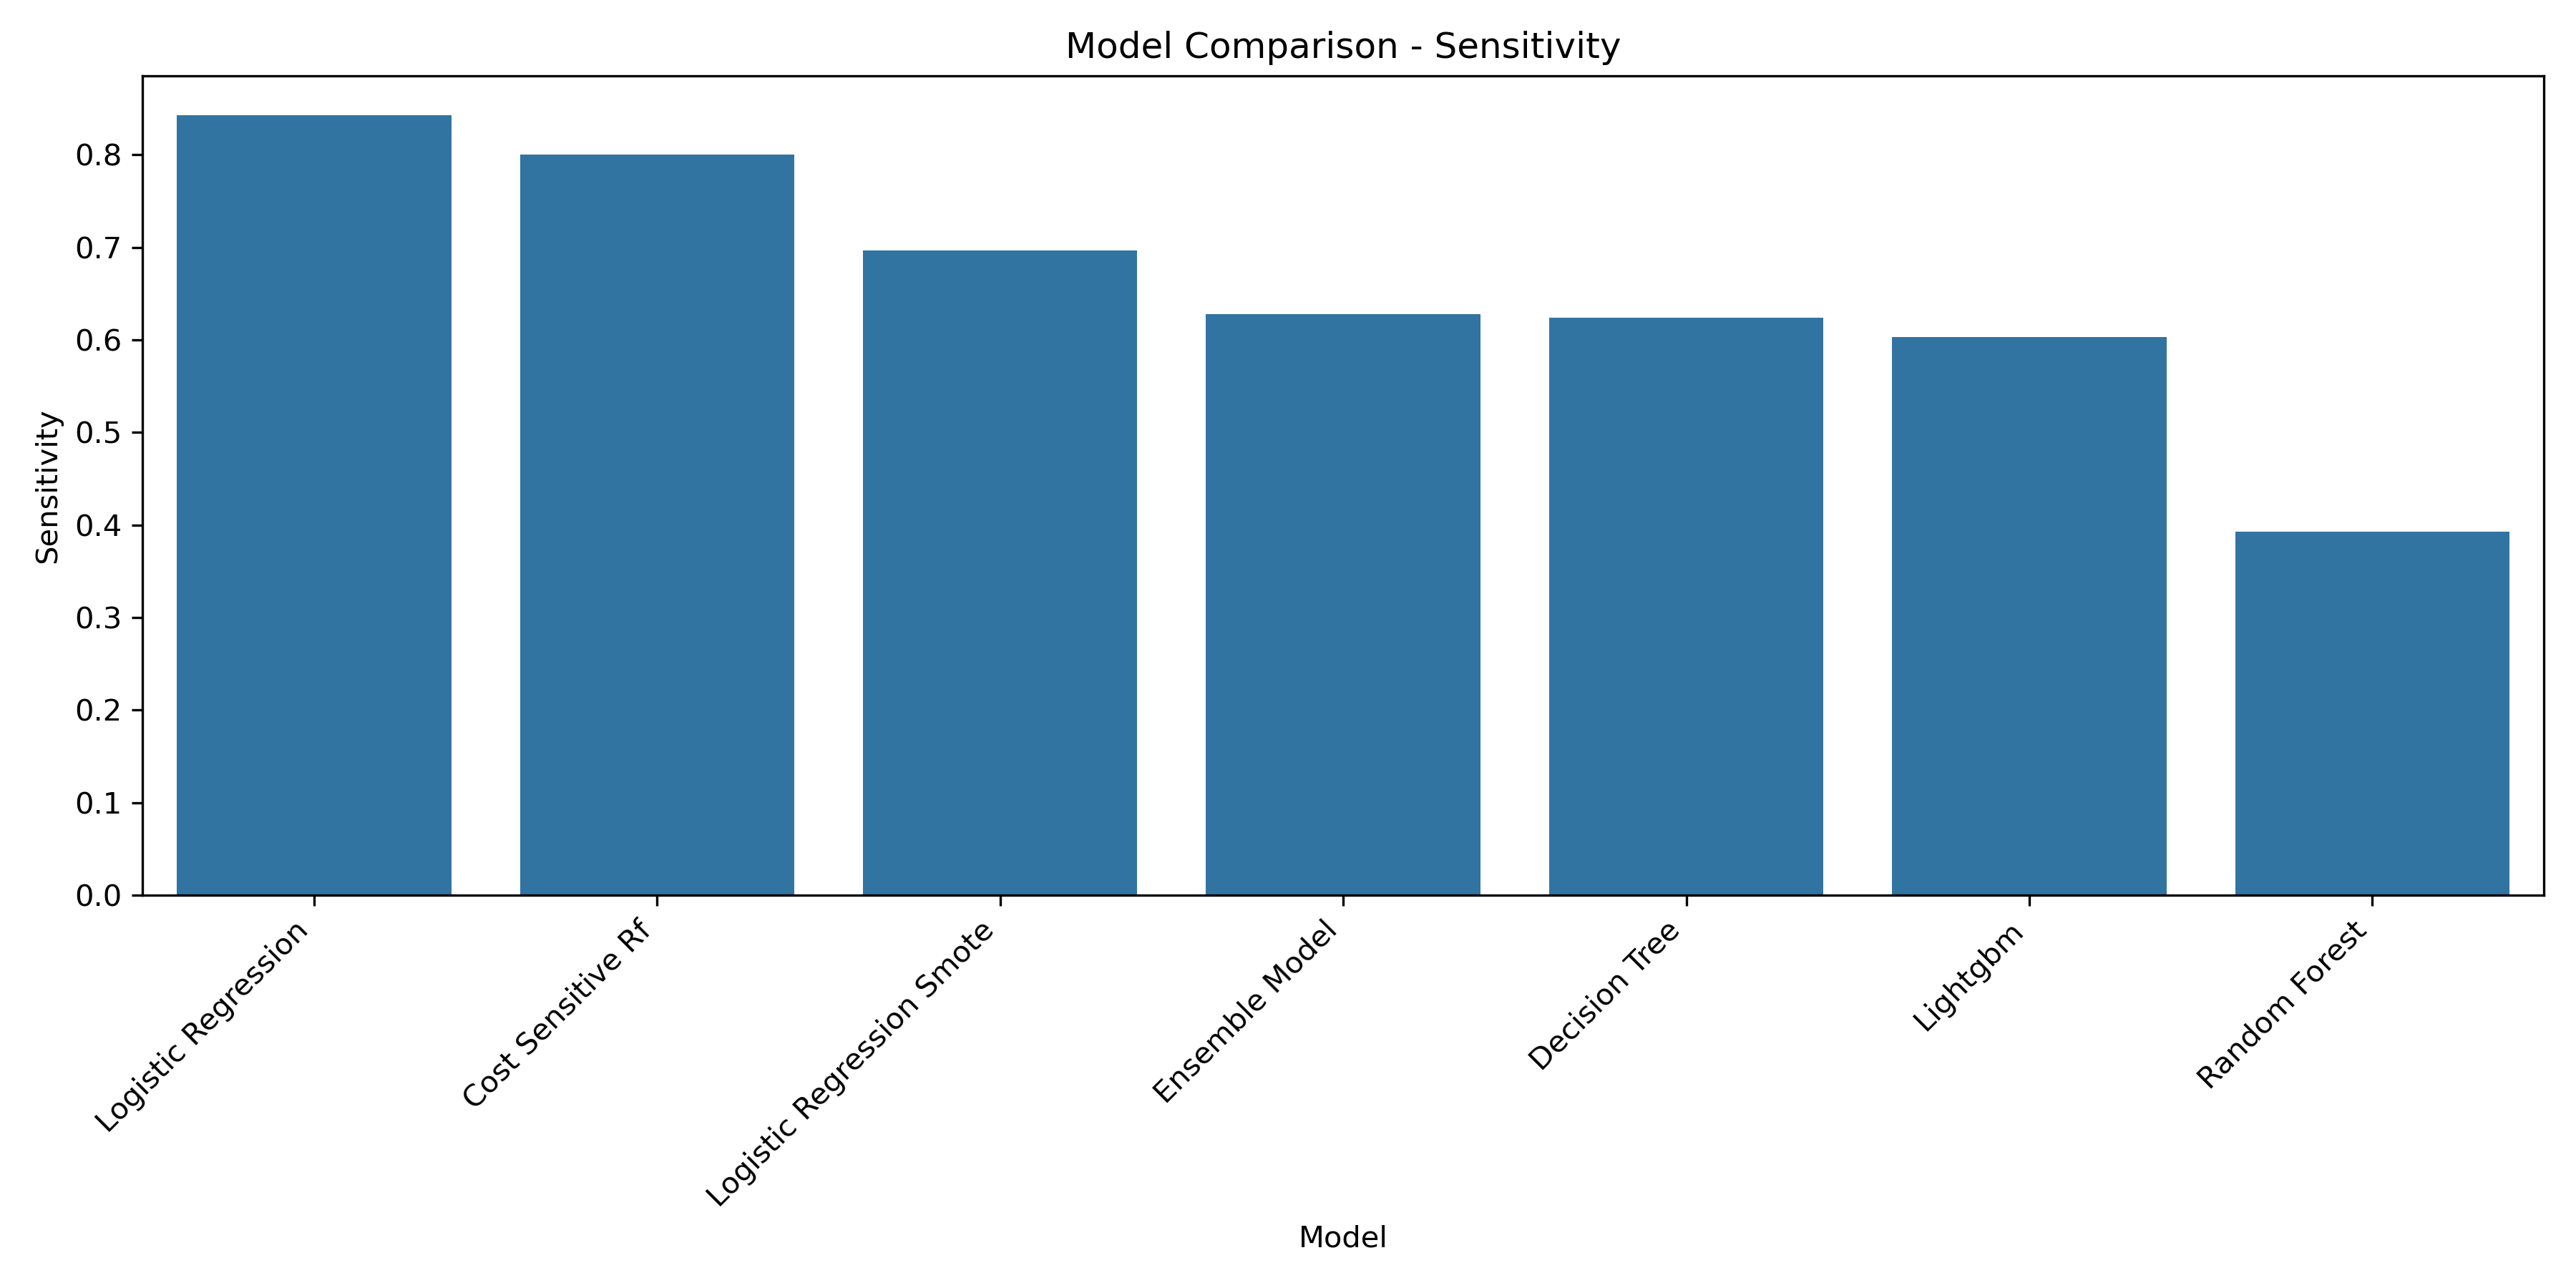 Model Comparison - Sensitivity
Sensitivity
0.8
0.7
0.6
0.5
0.4
0.3
0.2
0.1
0.0
Logistic Regression
Cost Sensitive Rf
Logistic Regression Smote
Ensemble Model
Decision Tree
Lightgbm
Random Forest
Model